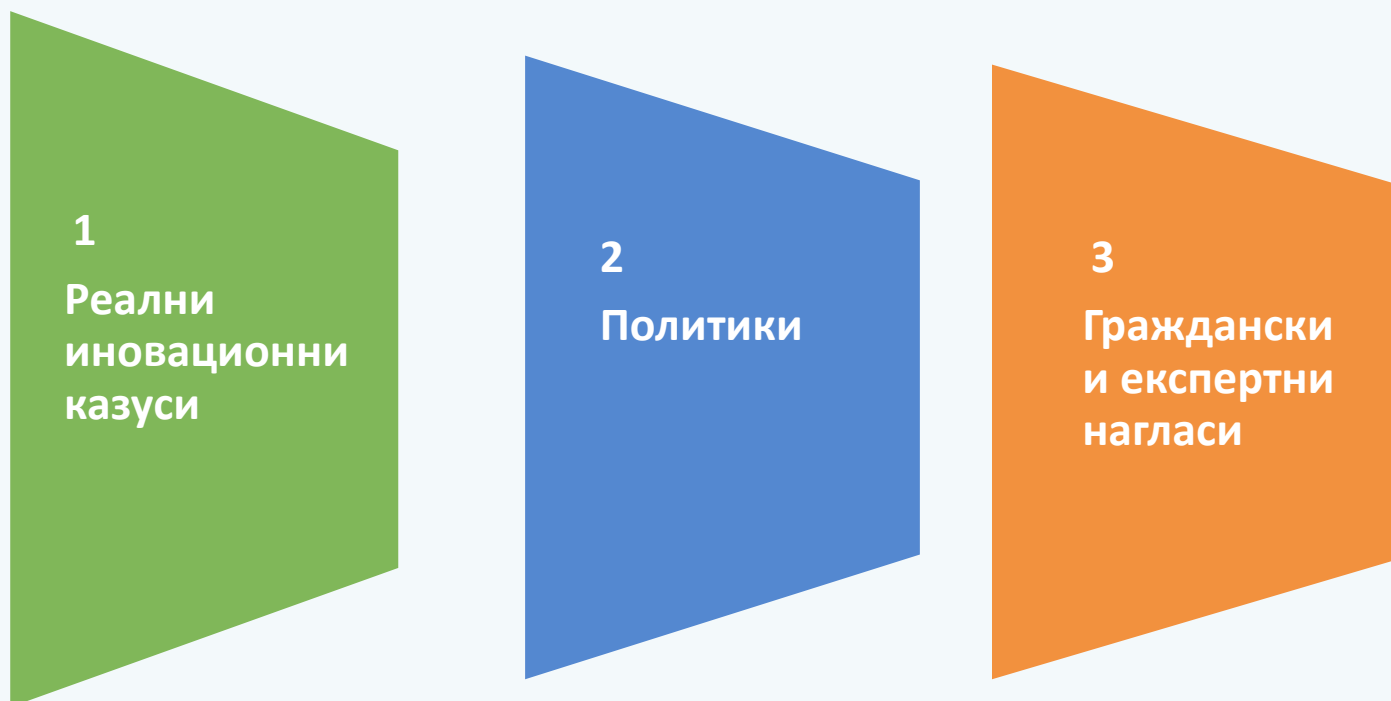 1
Реални
иновационни
казуси
2
Политики
3
Граждански
и експертни
нагласи